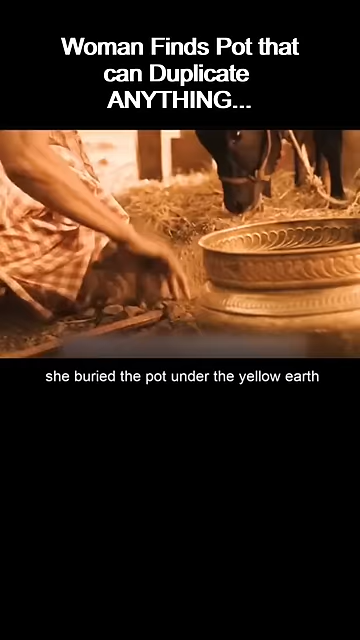 Woman Finds Pot that
can Duplicate
ANYTHING...
she buried the pot under the yellow earth